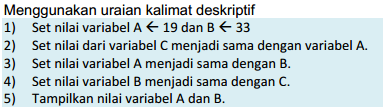 Menggunakan uraian kalimat deskriptif
1) Set nilai variabel A ← 19 dan B ← 33
2) Set nilai dari variabel C menjadi sama dengan variabel A.
3) Set nilai variabel A menjadi sama dengan B.
4) Set nilai variabel B menjadi sama dengan C.
5) Tampilkan nilai variabel A dan B.